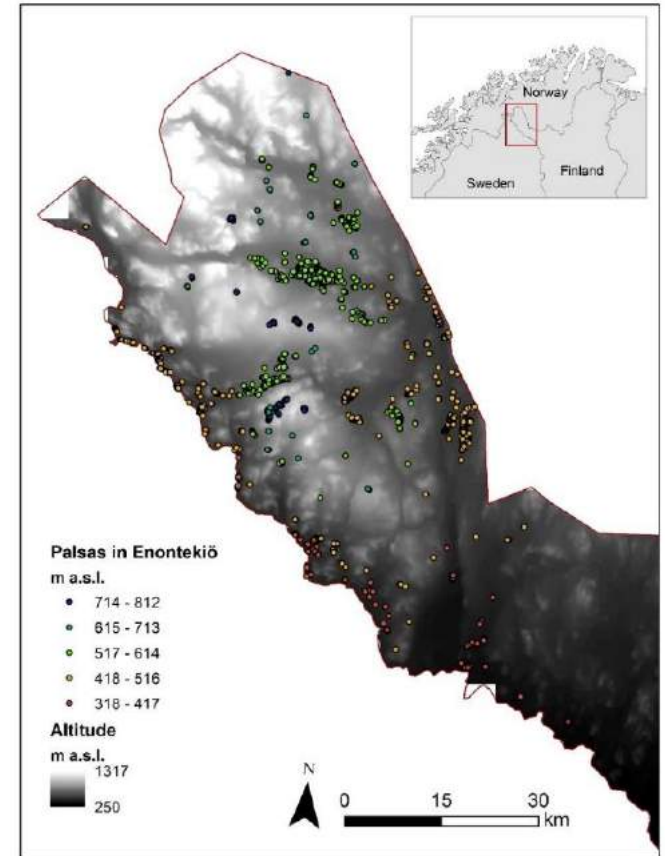 Norway
Sweden
Finland
Palsas in Enontekiö
m a.s.l.
714 - 812
615 - 713
517 - 614
418 - 516
318 - 417
Altitude
m a.s.l.
1317
250
N
0 15 30
km